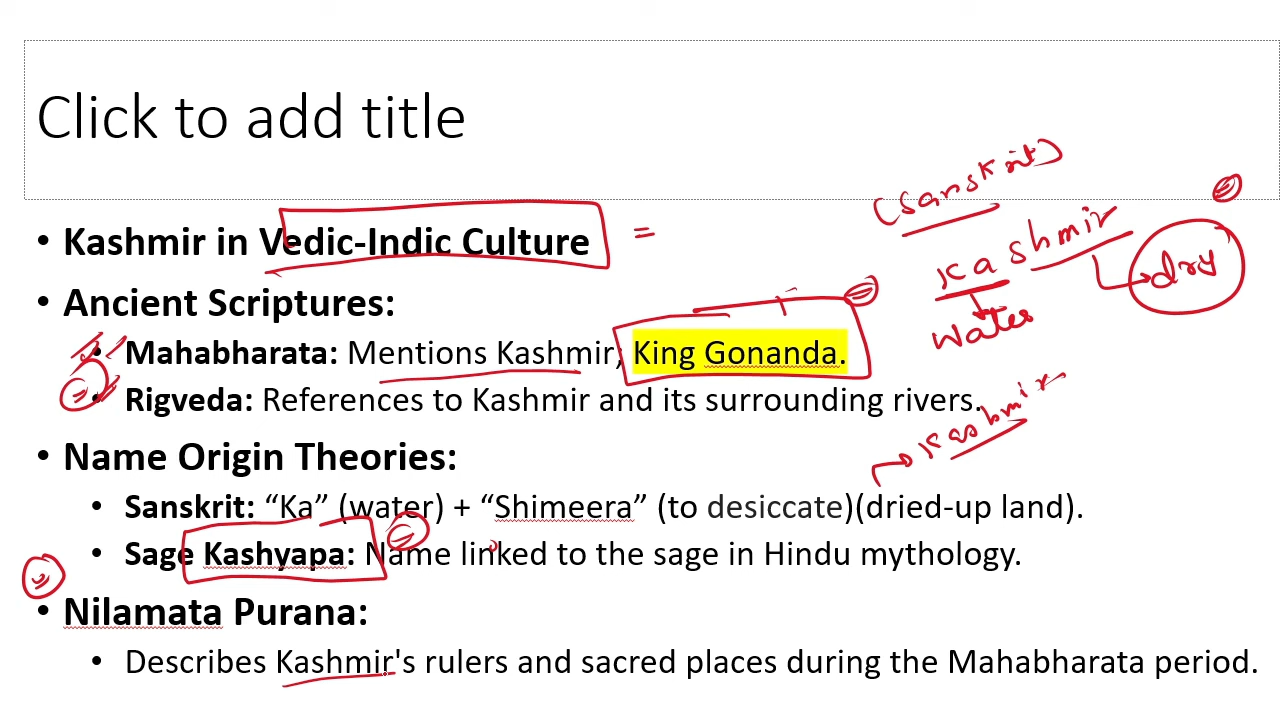 Click to add title
(Sanskrit)
Kashmir
dry
water
• Kashmir in Vedic-Indic Culture =
• Ancient Scriptures:
• Mahabharata: Mentions Kashmir; King Gonanda.
• Rigveda: References to Kashmir and its surrounding rivers.
Kashmir
• Name Origin Theories:
• Sanskrit: “Ka” (water) + “Shimeera” (to desiccate)(dried-up land).
• Sage Kashyapa: Name linked to the sage in Hindu mythology.
• Nilamata Purana:
• Describes Kashmir's rulers and sacred places during the Mahabharata period.